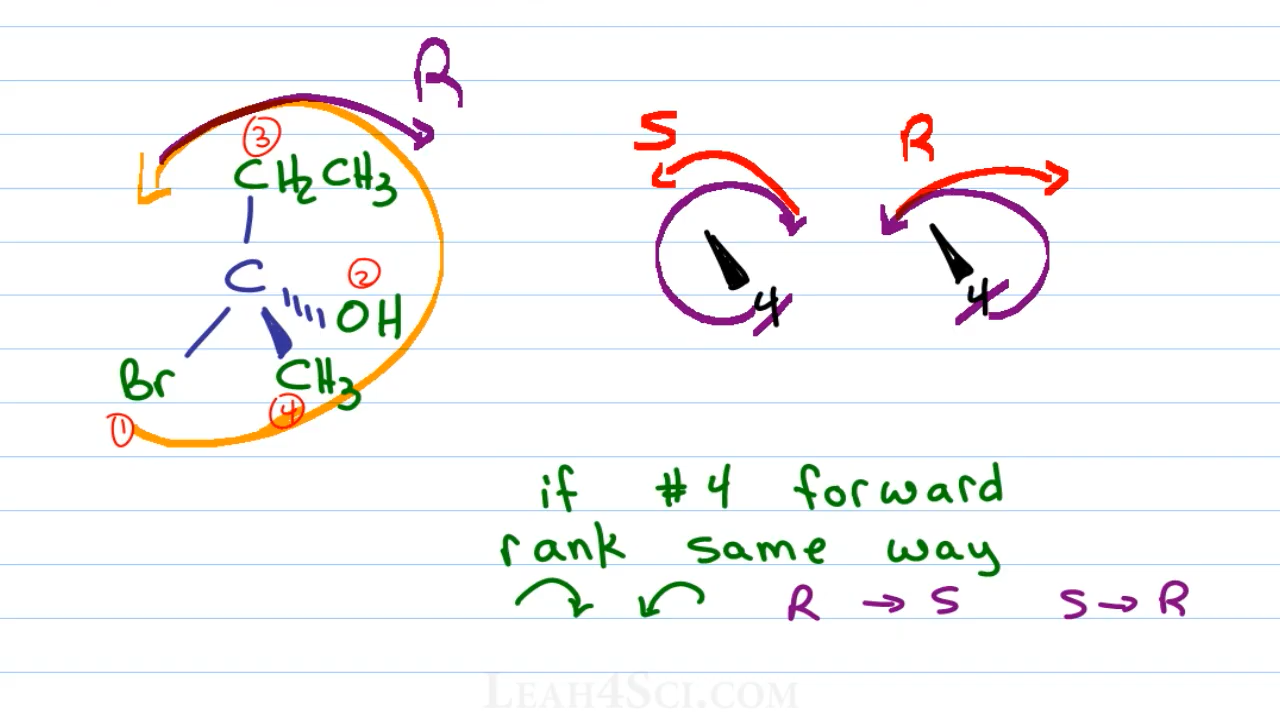 R
③
CH₂CH₃
C
②
OH
Br
CH₃
①
④
S
R
4
4
if #4 forward
rank same way
R → S S → R
LEAH4SCI.COM